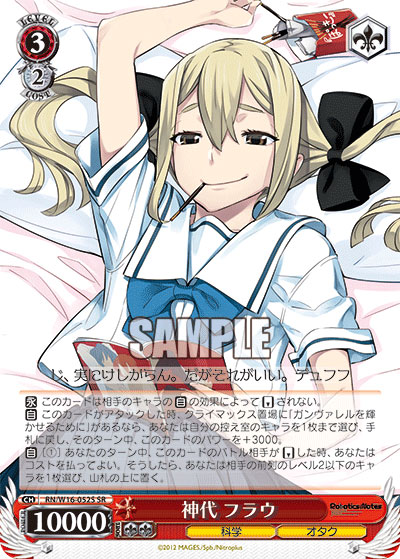 LEVEL
3
2
COST
SAMPLE
じ、実にけしからん。だがそれがいい。デュフフ
永 このカードは相手のキャラの自の効果によってされない。
自 このカードがアタックした時、クライマックス置場に「ガンヴァレルを輝
かせるために」があるなら、あなたは自分の控え室のキャラを1枚まで選び、手
札に戻し、そのターン中、このカードのパワーを+3000。
自 [①] あなたのターン中、このカードのバトル相手がした時、あなたは
コストを払ってよい。そうしたら、あなたは相手の前列のレベル2以下のキャ
ラを1枚選び、山札の上に置く。
CH RN/W16-052S SR
10000
神代 フラウ
Robotics;Notes
©2012 MAGES./5pb./Nitroplus
科学
オタク